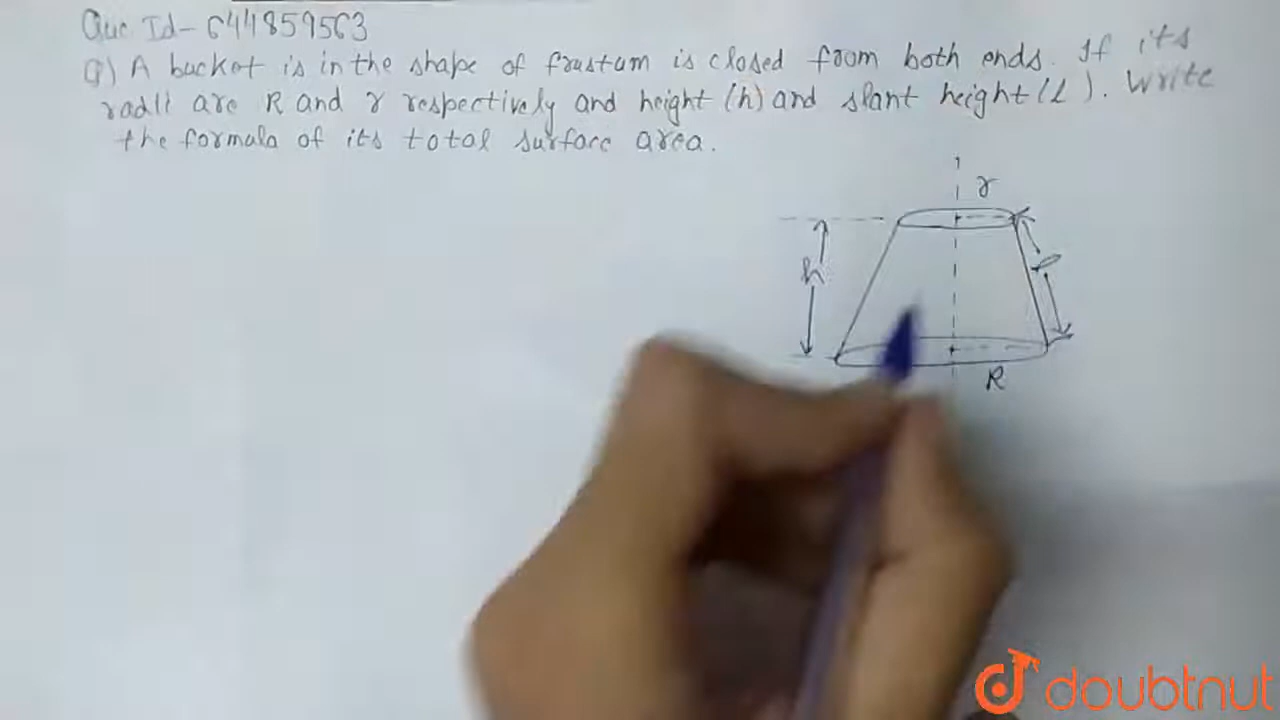 Que Id- 644859563
Q) A bucket is in the shape of frustum is closed from both ends. If its
radii are R and r respectively and height (h) and slant height (l). Write
the formula of its total surface area.
r
h
l
R
doubtnut